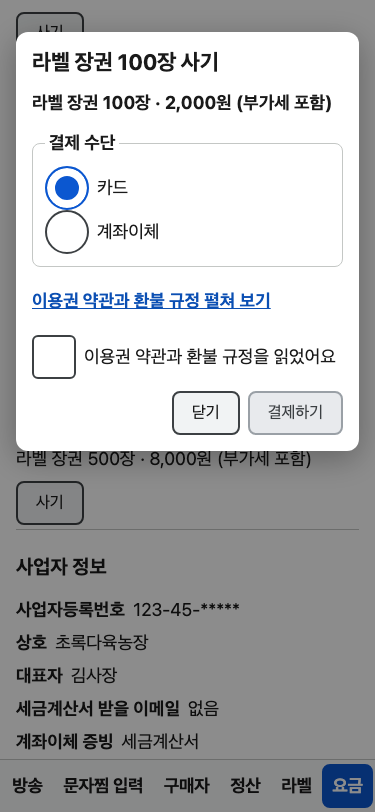 사기
라벨 장권 100장 사기
라벨 장권 100장 · 2,000원 (부가세 포함)
결제 수단
카드
계좌이체
이용권 약관과 환불 규정 펼쳐 보기
이용권 약관과 환불 규정을 읽었어요
닫기
결제하기
라벨 장권 500장 · 8,000원 (부가세 포함)
사기
사업자 정보
사업자등록번호 123-45-*****
상호 초록다육농장
대표자 김사장
세금계산서 받을 이메일 없음
계좌이체 증빙 세금계산서
방송 문자찜 입력 구매자 정산 라벨 요금